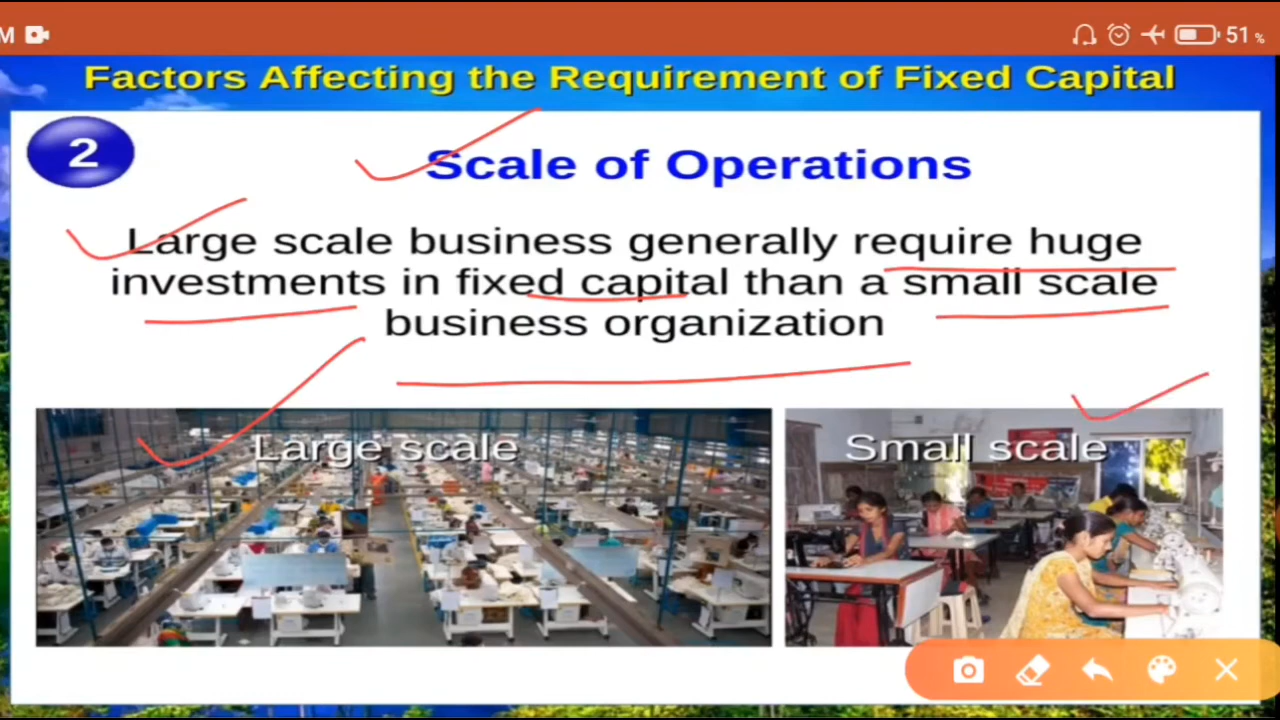 M
51 %
Factors Affecting the Requirement of Fixed Capital
2
Scale of Operations
Large scale business generally require huge
investments in fixed capital than a small scale
business organization
Large scale
Small scale